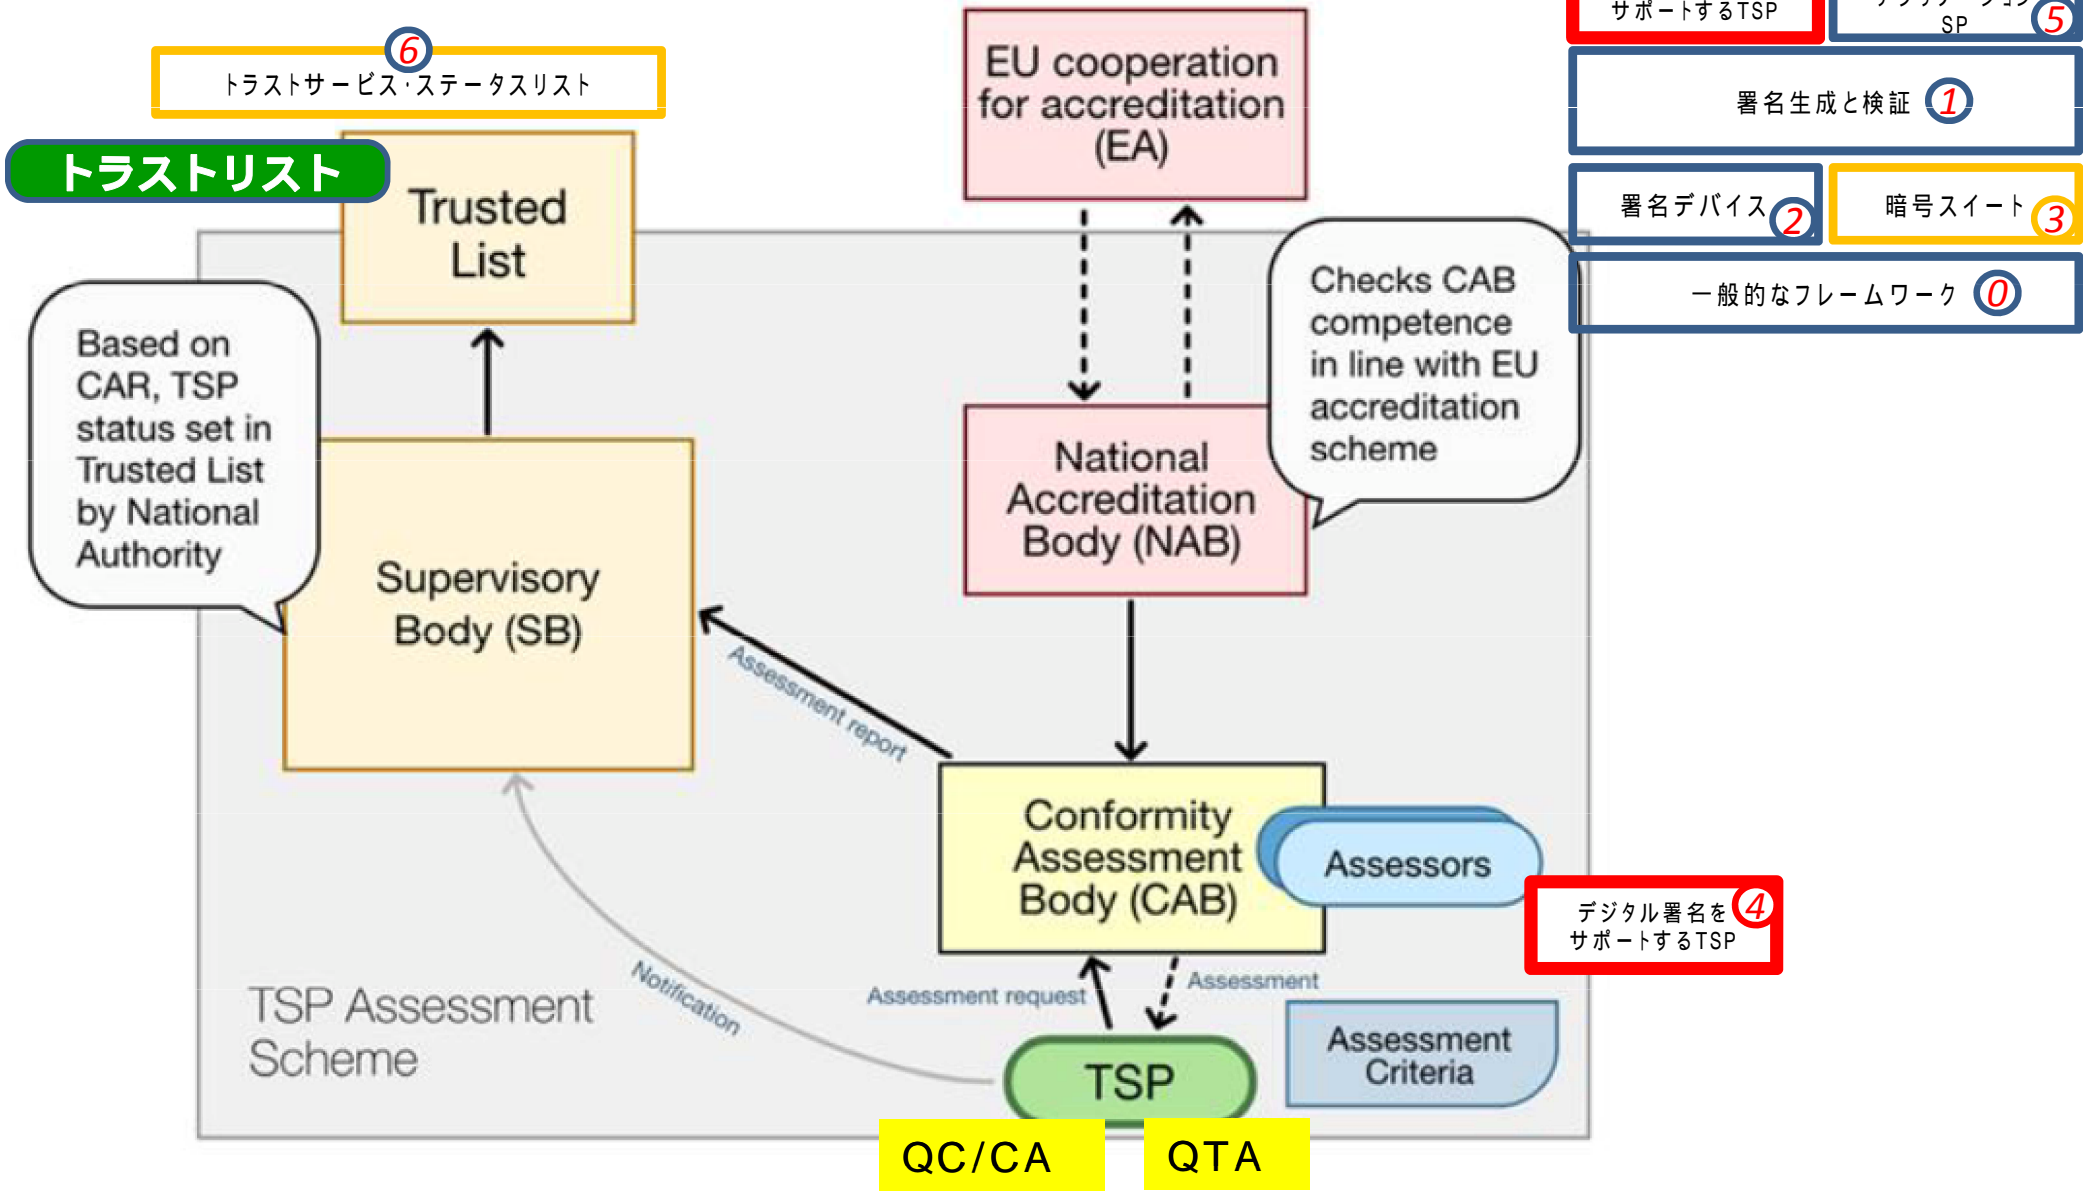 サポートするTSP
SP
5
6
トラストサービス・ステータスリスト
EU cooperation
for accreditation
(EA)
署名生成と検証 1
トラストリスト
Trusted
List
署名デバイス 2
暗号スイート 3
一般的なフレームワーク 0
Checks CAB
competence
in line with EU
accreditation
scheme
Based on
CAR, TSP
status set in
Trusted List
by National
Authority
National
Accreditation
Body (NAB)
Supervisory
Body (SB)
Assessment report
Conformity
Assessment
Body (CAB)
Assessors
デジタル署名を 4
サポートするTSP
Notification
Assessment request
Assessment
TSP Assessment
Scheme
TSP
Assessment
Criteria
QC/CA
QTA